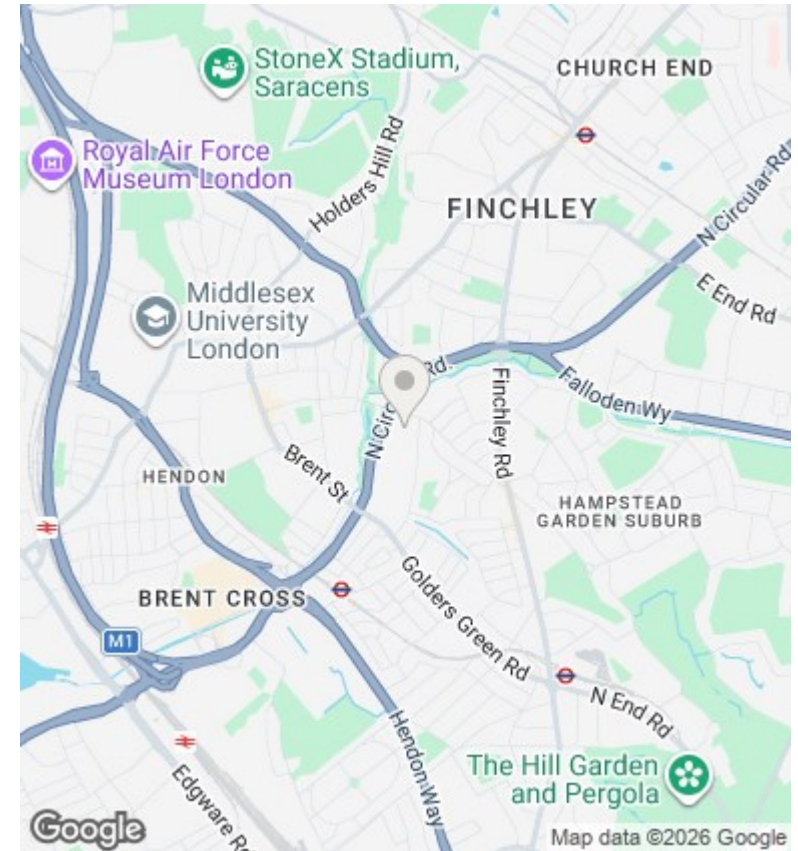 StoneX Stadium,
Saracens
CHURCH END
Royal Air Force
Museum London
Holders Hill Rd
FINCHLEY
N Circular Rd
E End Rd
Middlesex
University
London
Rd.
Finchley Rd
Falloden Wy
N Circ
Brent St
HENDON
HAMPSTEAD
GARDEN SUBURB
BRENT CROSS
Golders Green Rd
M1
N End Rd
Hendon Way
The Hill Garden
and Pergola
Edgware Ro
Google
Map data ©2026 Google